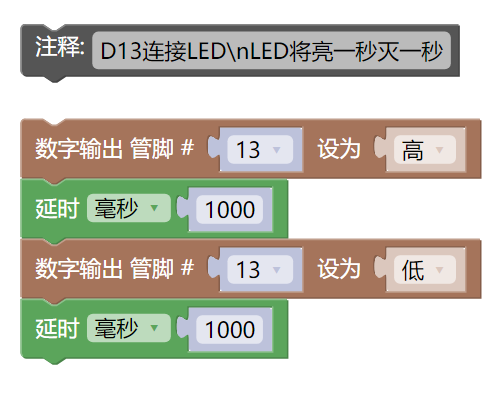 注释: D13连接LED\nLED将亮一秒灭一秒
数字输出 管脚 # 13 设为 高
延时 毫秒 1000
数字输出 管脚 # 13 设为 低
延时 毫秒 1000